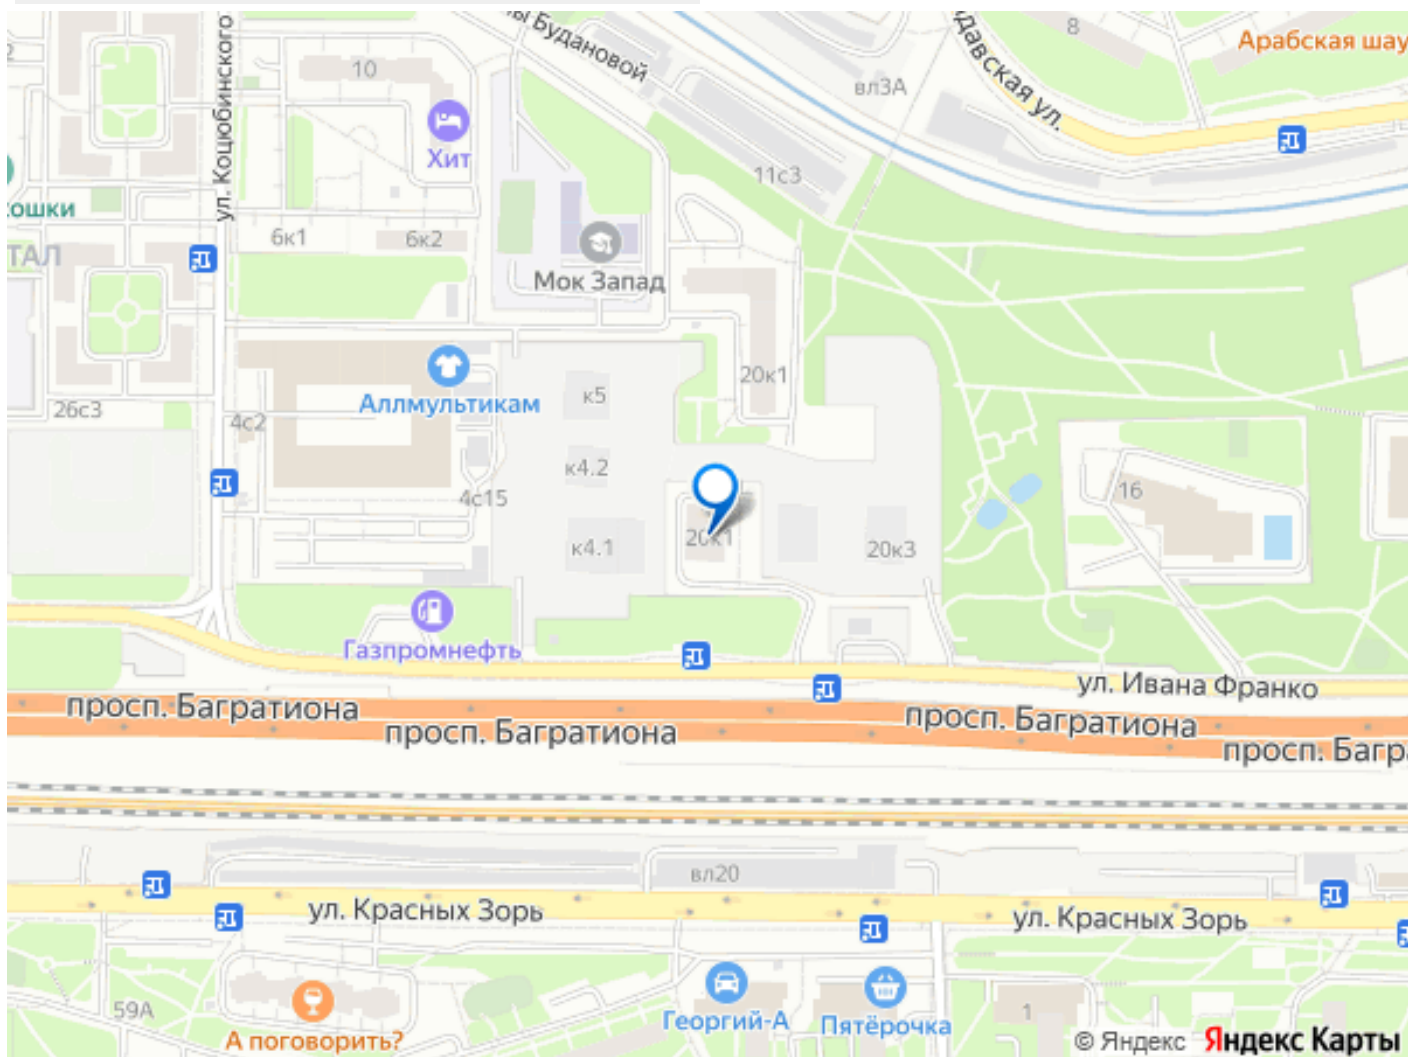 ул. Коцюбинского
Будановой
8
Арабская шау
10
вл3А
давская ул.
Хит
11с3
ошки
ТАЛ
6к1
6к2
Мок Запад
20к1
Аллмультикам
к5
26с3
4с2
к4.2
4с15
16
20к1
к4.1
20к3
Газпромнефть
ул. Ивана Франко
просп. Багратиона
просп. Багратиона
просп. Багратиона
просп. Багр
вл20
ул. Красных Зорь
ул. Красных Зорь
59А
А поговорить?
Георгий-А
Пятёрочка
1
© Яндекс Яндекс Карты